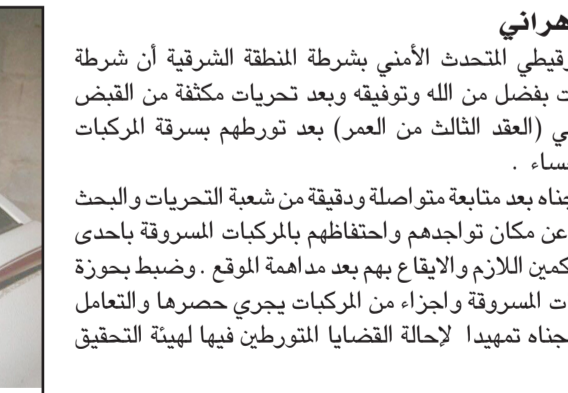 هراني
رقيطي المتحدث الأمني بشرطة المنطقة الشرقية أن شرطة
ت بفضل من الله وتوفيقه وبعد تحريات مكثفة من القبض
ي (العقد الثالث من العمر) بعد تورطهم بسرقة المركبات
ساء .
جناه بعد متابعة متواصلة ودقيقة من شعبة التحريات والبحث
عن مكان تواجدهم واحتفاظهم بالمركبات المسروقة باحدى
كمين اللازم والايقاع بهم بعد مداهمة الموقع . وضبط بحوزة
ت المسروقة واجزاء من المركبات يجري حصرها والتعامل
جناه تمهيدا لإحالة القضايا المتورطين فيها لهيئة التحقيق